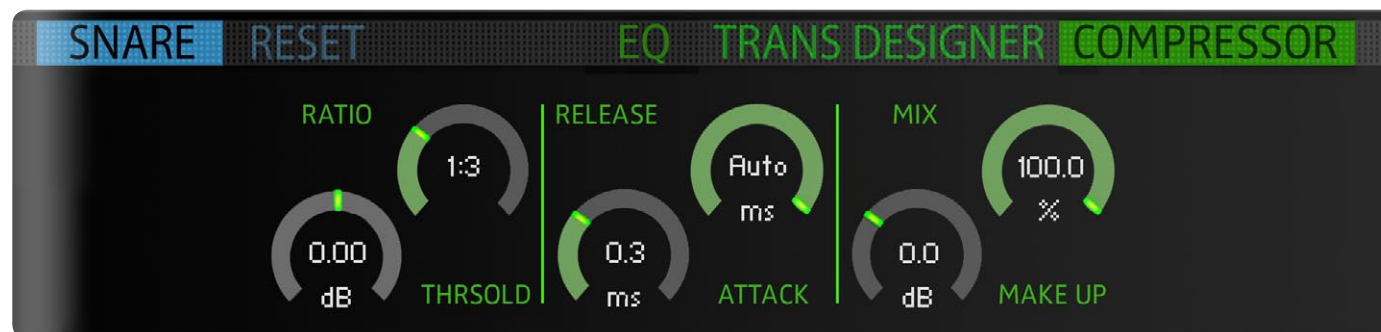 SNARE RESET EQ TRANS DESIGNER COMPRESSOR
RATIO 1:3 RELEASE Auto ms MIX 100.0 %
0.00 dB THRSOLD 0.3 ms ATTACK 0.0 dB MAKE UP